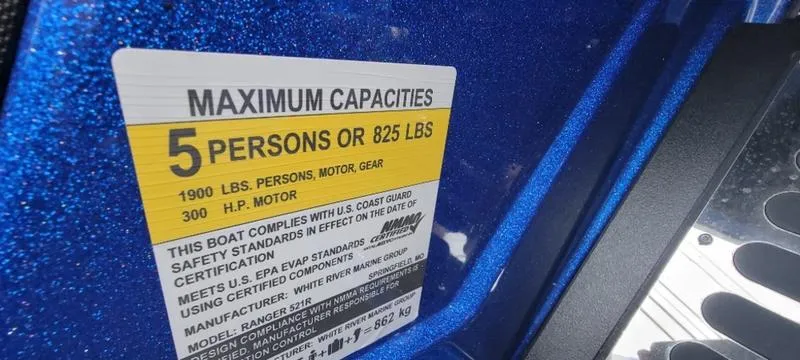 MAXIMUM CAPACITIES
5 PERSONS OR 825 LBS
1900 LBS. PERSONS, MOTOR, GEAR
300 H.P. MOTOR
THIS BOAT COMPLIES WITH U.S. COAST GUARD
SAFETY STANDARDS IN EFFECT ON THE DATE OF
CERTIFICATION
NMMA
CERTIFIED
MEETS U.S. EPA EVAP STANDARDS
USING CERTIFIED COMPONENTS
MANUFACTURER: WHITE RIVER MARINE GROUP
SPRINGFIELD, MO
MODEL: RANGER 521R
DESIGN COMPLIANCE WITH NMMA REQUIREMENTS
MANUFACTURER RESPONSIBLE FOR
CONTROL
WHITE RIVER MARINE GROUP
= 862 kg